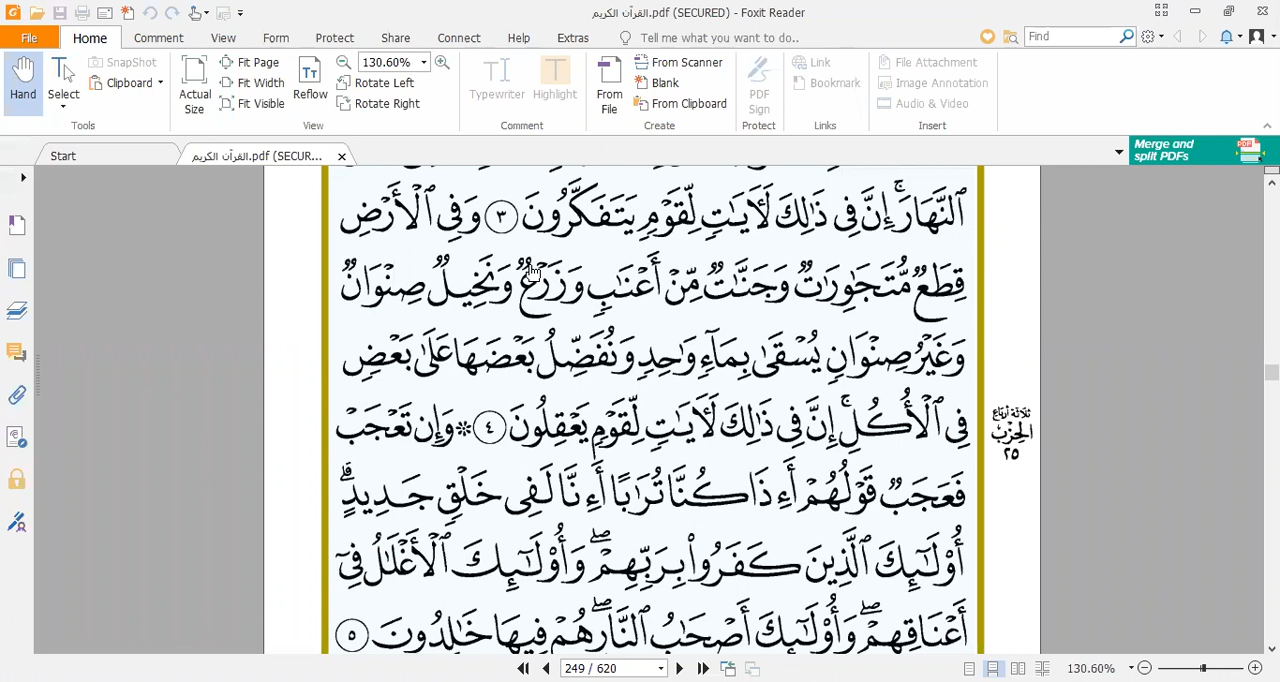 القرآن الكريم.pdf (SECURED) - Foxit Reader
File
Home
Comment
View
Form
Protect
Share
Connect
Help
Extras
Tell me what you want to do..
Find
Hand
Select
SnapShot
Clipboard
Tools
Actual Size
Fit Page
Fit Width
Fit Visible
Reflow
130.60%
Rotate Left
Rotate Right
View
Typewriter
Highlight
Comment
From File
From Scanner
Blank
From Clipboard
Create
PDF Sign
Protect
Link
Bookmark
Links
File Attachment
Image Annotation
Audio & Video
Insert
Start
القرآن الكريم.pdf (SECUR...
Merge and
split PDFs
PDF
ٱلنَّهَارَۚ إِنَّ فِى ذَٰلِكَ لَأٓيَٰتٍ لِّقَوْمٍ يَتَفَكَّرُونَ ٣ وَفِى ٱلْأَرْضِ
قِطَعٌ مُّتَجَٰوِرَٰتٌ وَجَنَّٰتٌ مِّنْ أَعْنَٰبٍ وَزَرْعٌ وَنَخِيلٌ صِنْوَانٌ
وَغَيْرُ صِنْوَانٍ يُسْقَىٰ بِمَآءٍ وَٰحِدٍ وَنُفَضِّلُ بَعْضَهَا عَلَىٰ بَعْضٍ
فِى ٱلْأُكُلِۚ إِنَّ فِى ذَٰلِكَ لَأٓيَٰتٍ لِّقَوْمٍ يَعْقِلُونَ ٤ ۞ وَإِن تَعْجَبْ
فَعَجَبٌ قَوْلُهُمْ أَءِذَا كُنَّا تُرَٰبًا أَءِنَّا لَفِى خَلْقٍ جَدِيدٍۗ
أُو۟لَٰٓئِكَ ٱلَّذِينَ كَفَرُوا۟ بِرَبِّهِمْۖ وَأُو۟لَٰٓئِكَ ٱلْأَغْلَٰلُ فِىٓ
أَعْنَاقِهِمْۖ وَأُو۟لَٰٓئِكَ أَصْحَٰبُ ٱلنَّارِۖ هُمْ فِيهَا خَٰلِدُونَ ٥
ثلاثة أرباع
الحزب
٢٥
249 / 620
130.60%